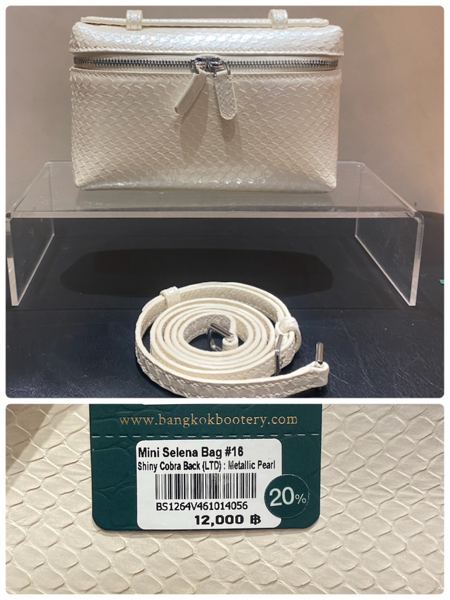 www.bangkokbootery.com
Mini Selena Bag #16
Shiny Cobra Back (LTD) : Metallic Pearl
BS1264V461014056
20%
12,000 ฿